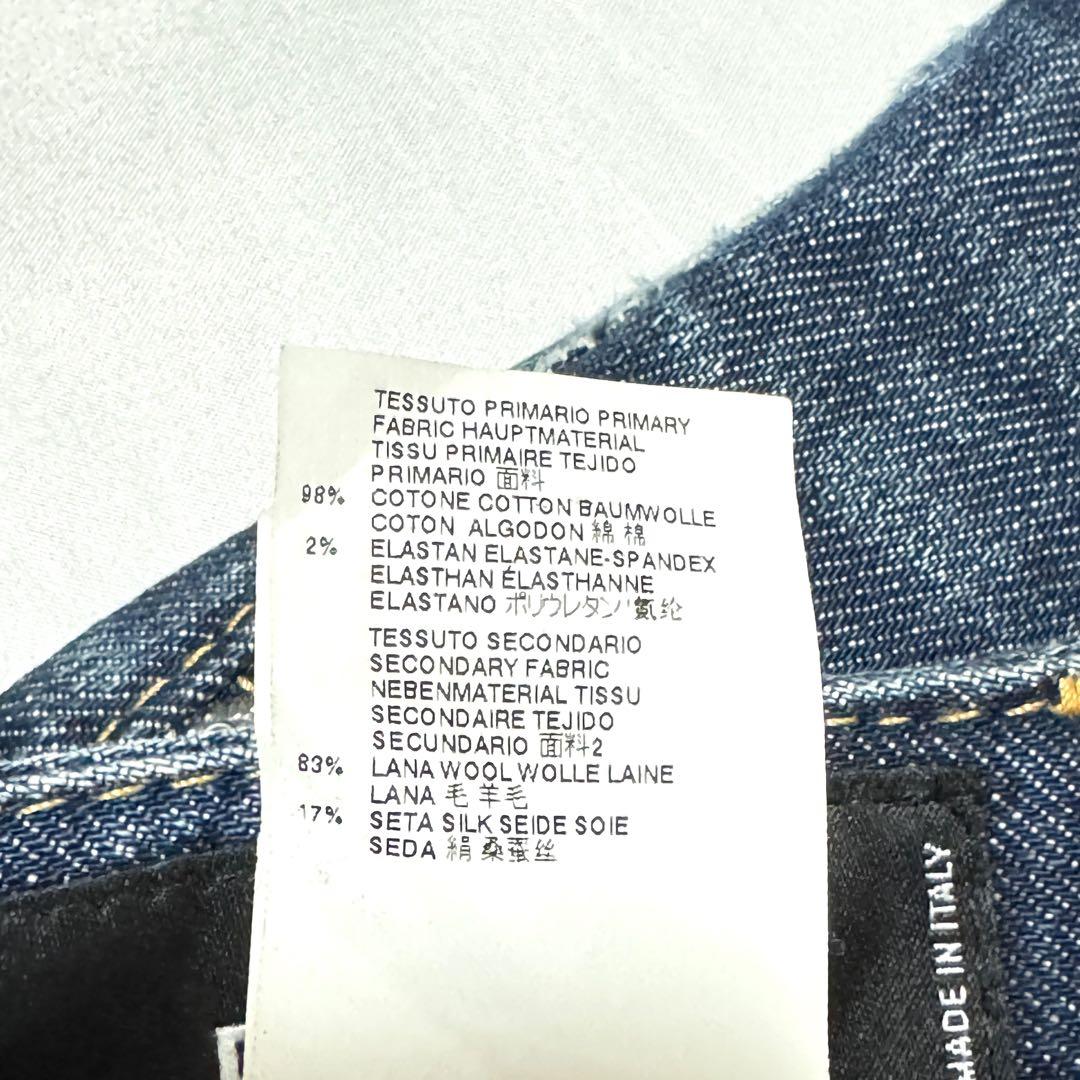 TESSUTO PRIMARIO PRIMARY
FABRIC HAUPTMATERIAL
TISSU PRIMAIRE TEJIDO
PRIMARIO 面料
98% COTONE COTTON BAUMWOLLE
COTON ALGODON 綿 棉
2% ELASTAN ELASTANE-SPANDEX
ELASTHAN ÉLASTHANNE
ELASTANO ポリウレタン 氨纶
TESSUTO SECONDARIO
SECONDARY FABRIC
NEBENMATERIAL TISSU
SECONDAIRE TEJIDO
SECUNDARIO 面料2
83% LANA WOOL WOLLE LAINE
LANA 毛 羊毛
17% SETA SILK SEIDE SOIE
SEDA 絹 桑蚕丝
MADE IN ITALY